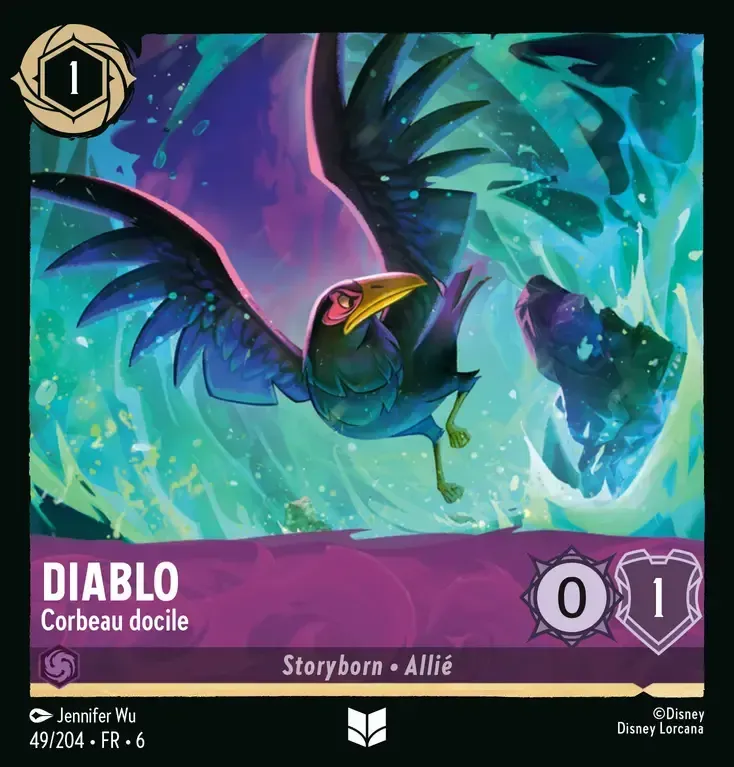 1
DIABLO
Corbeau docile
0
1
Storyborn • Allié
Jennifer Wu
49/204 • FR • 6
©Disney
Disney Lorcana